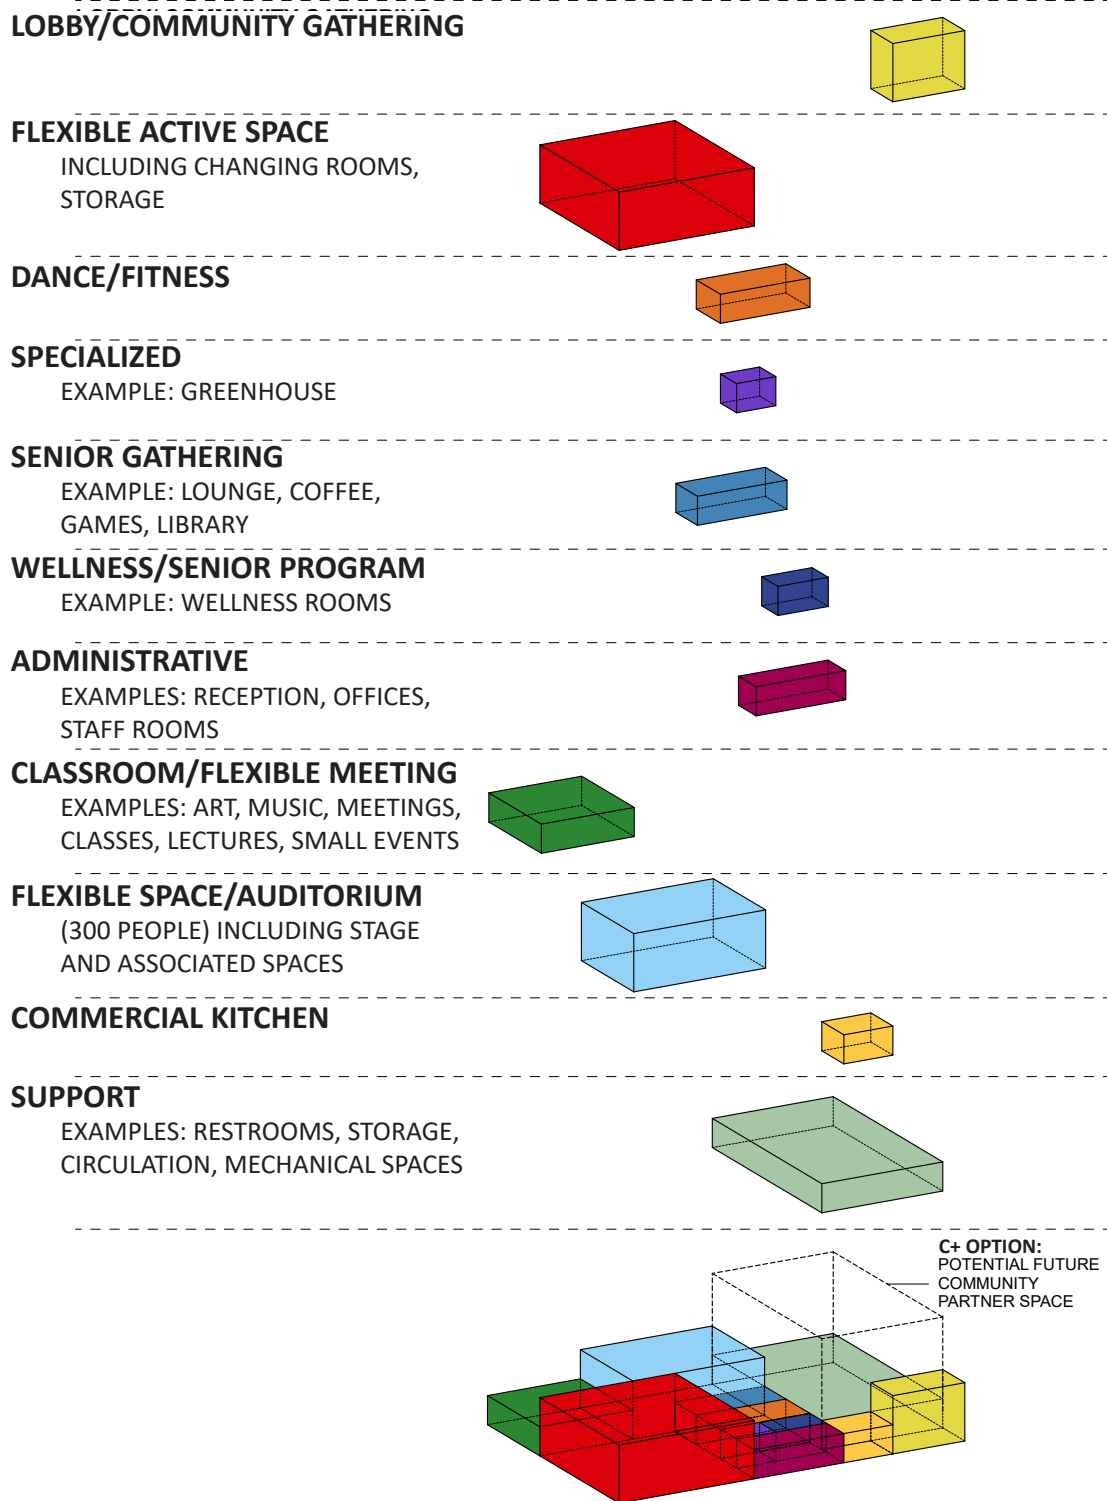 LOBBY/COMMUNITY GATHERING
FLEXIBLE ACTIVE SPACE
INCLUDING CHANGING ROOMS,
STORAGE
DANCE/FITNESS
SPECIALIZED
EXAMPLE: GREENHOUSE
SENIOR GATHERING
EXAMPLE: LOUNGE, COFFEE,
GAMES, LIBRARY
WELLNESS/SENIOR PROGRAM
EXAMPLE: WELLNESS ROOMS
ADMINISTRATIVE
EXAMPLES: RECEPTION, OFFICES,
STAFF ROOMS
CLASSROOM/FLEXIBLE MEETING
EXAMPLES: ART, MUSIC, MEETINGS,
CLASSES, LECTURES, SMALL EVENTS
FLEXIBLE SPACE/AUDITORIUM
(300 PEOPLE) INCLUDING STAGE
AND ASSOCIATED SPACES
COMMERCIAL KITCHEN
SUPPORT
EXAMPLES: RESTROOMS, STORAGE,
CIRCULATION, MECHANICAL SPACES
C+ OPTION:
POTENTIAL FUTURE
COMMUNITY
PARTNER SPACE